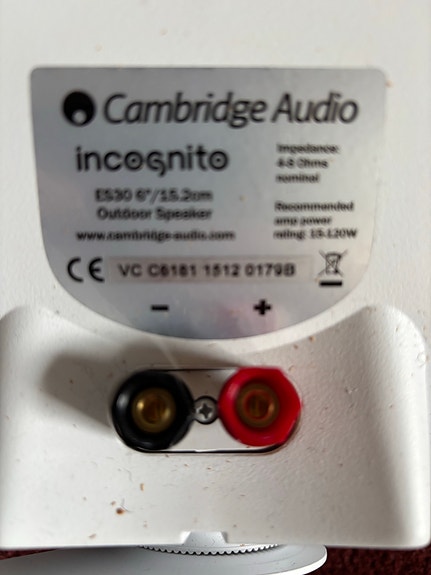 Cambridge Audio
incognito
ES30 6"/15.2cm
Outdoor Speaker
www.cambridge-audio.com
Impedance:
4-8 Ohms
nominal
Recommended
amp power
rating: 15-120W
CE VC C6161 1512 0179B
− +